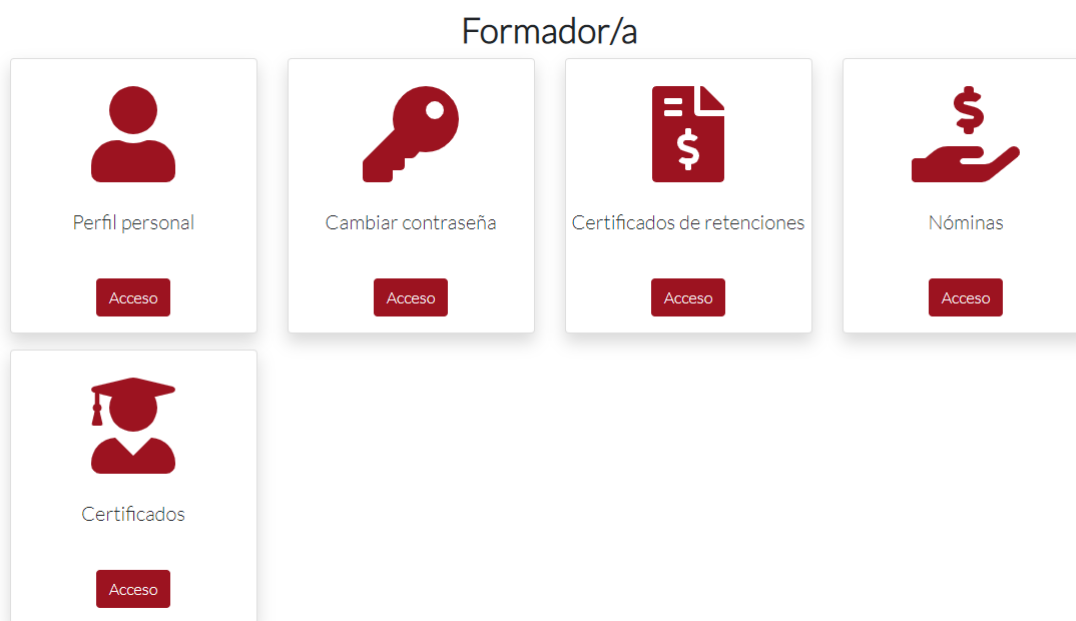 Formador/a
Perfil personal
Cambiar contraseña
Certificados de retenciones
Nóminas
Acceso
Acceso
Acceso
Acceso
Certificados
Acceso